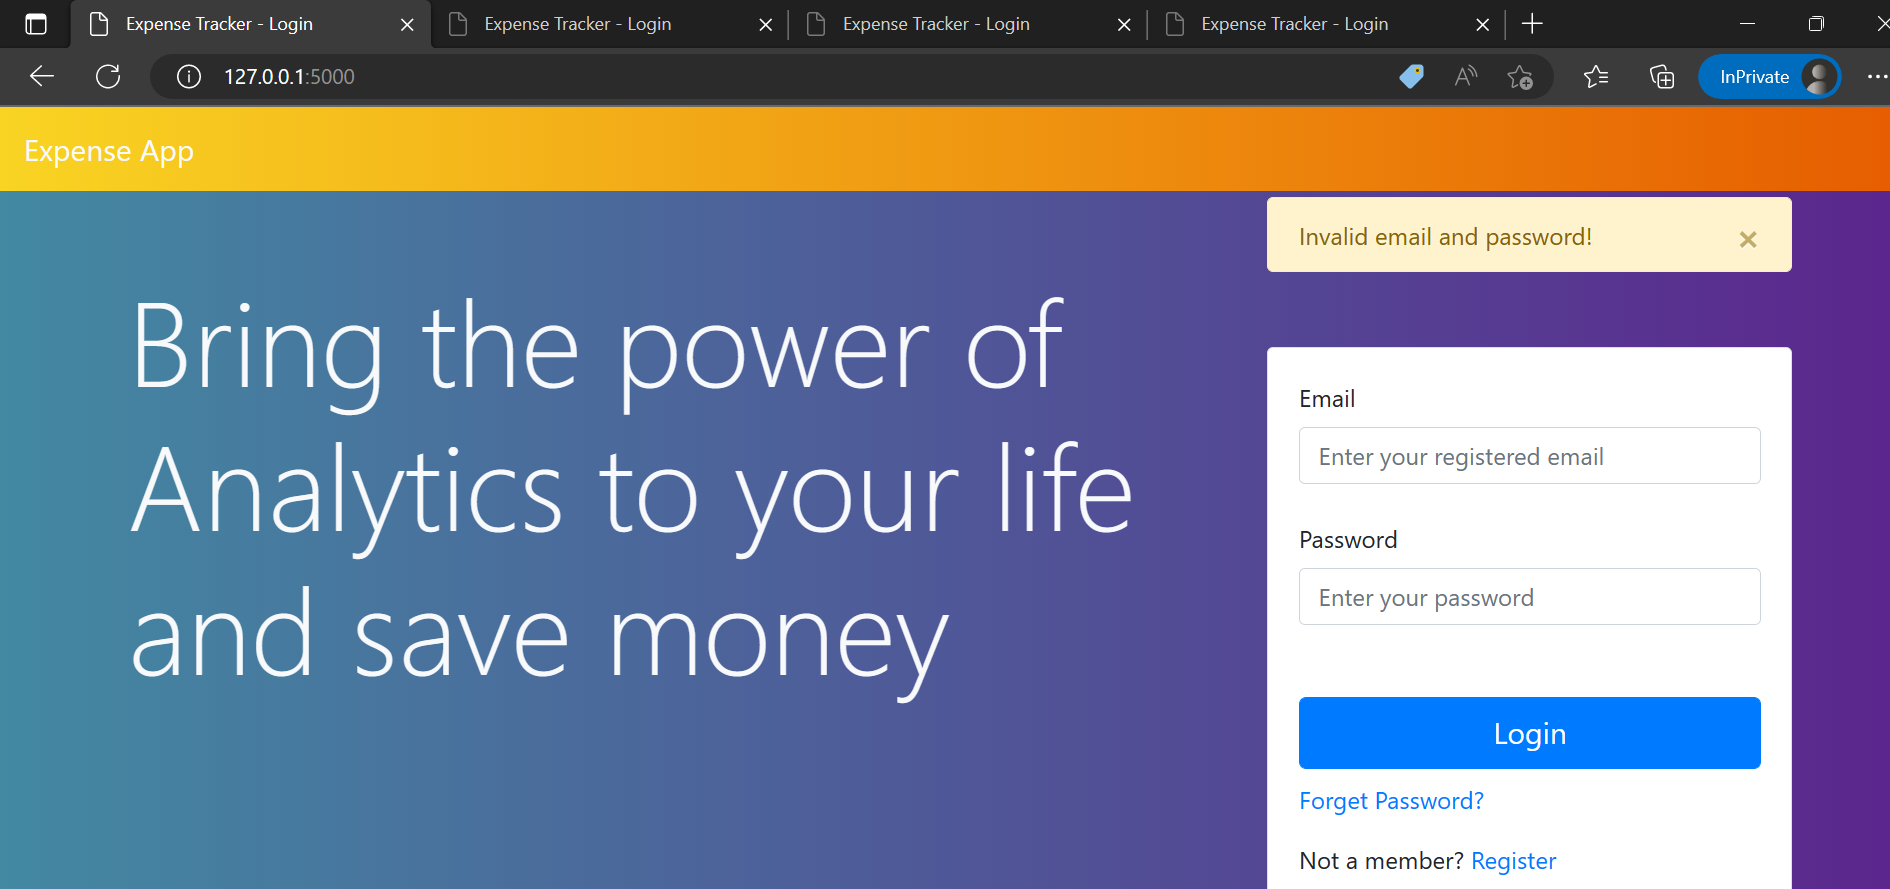 Expense Tracker - Login
Expense Tracker - Login
Expense Tracker - Login
Expense Tracker - Login
127.0.0.1:5000
InPrivate
Expense App
Invalid email and password!
Bring the power of
Analytics to your life
and save money
Email
Enter your registered email
Password
Enter your password
Login
Forget Password?
Not a member? Register